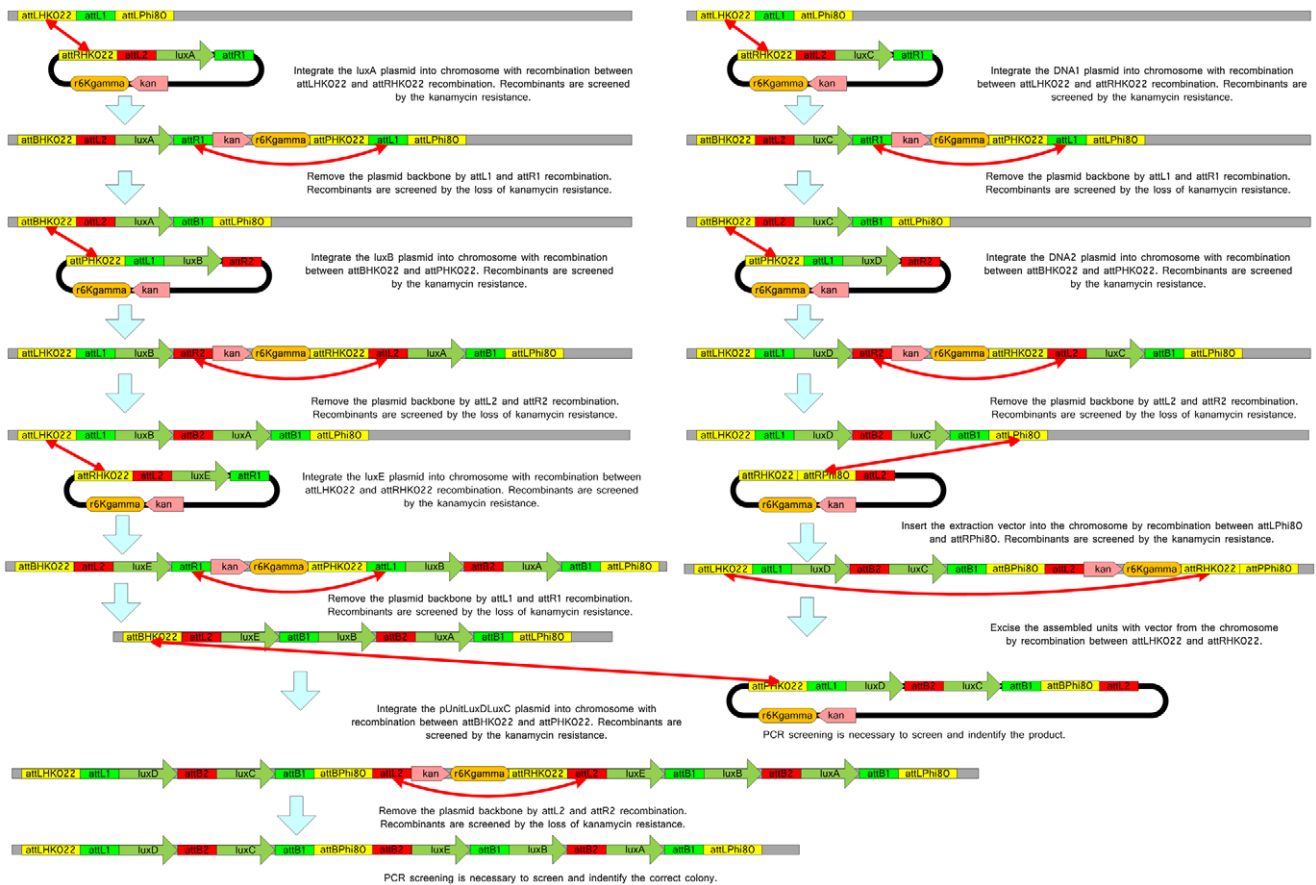 attLHK022 attL1 attLPhi80
attRHK022 attL2 luxA attR1
r6Kgamma kan
Integrate the luxA plasmid into chromosome with recombination between
attLHK022 and attRHK022 recombination. Recombinants are screened
by the kanamycin resistance.
attBHK022 attL2 luxA attR1 kan r6Kgamma attPHK022 attL1 attLPhi80
Remove the plasmid backbone by attL1 and attR1 recombination.
Recombinants are screened by the loss of kanamycin resistance.
attBHK022 attL2 luxA attB1 attLPhi80
attPHK022 attL1 luxB attR2
r6Kgamma kan
Integrate the luxB plasmid into chromosome with recombination
between attBHK022 and attPHK022. Recombinants are screened
by the kanamycin resistance.
attLHK022 attL1 luxB attR2 kan r6Kgamma attRHK022 attL2 luxA attB1 attLPhi80
Remove the plasmid backbone by attL2 and attR2 recombination.
Recombinants are screened by the loss of kanamycin resistance.
attLHK022 attL1 luxB attB2 luxA attB1 attLPhi80
attRHK022 attL2 luxE attR1
r6Kgamma kan
Integrate the luxE plasmid into chromosome with recombination between
attLHK022 and attRHK022 recombination. Recombinants are screened
by the kanamycin resistance.
attBHK022 attL2 luxE attR1 kan r6Kgamma attPHK022 attL1 luxB attB2 luxA attB1 attLPhi80
Remove the plasmid backbone by attL1 and attR1 recombination.
Recombinants are screened by the loss of kanamycin resistance.
attBHK022 attL2 luxE attB1 luxB attB2 luxA attB1 attLPhi80
attLHK022 attL1 attLPhi80
attRHK022 attL2 luxC attR1
r6Kgamma kan
Integrate the DNA1 plasmid into chromosome with recombination
between attLHK022 and attRHK022 recombination. Recombinants are
screened by the kanamycin resistance.
attBHK022 attL2 luxC attR1 kan r6Kgamma attPHK022 attL1 attLPhi80
Remove the plasmid backbone by attL1 and attR1 recombination.
Recombinants are screened by the loss of kanamycin resistance.
attBHK022 attL2 luxC attB1 attLPhi80
attPHK022 attL1 luxD attR2
r6Kgamma kan
Integrate the DNA2 plasmid into chromosome with recombination
between attBHK022 and attPHK022. Recombinants are screened
by the kanamycin resistance.
attLHK022 attL1 luxD attR2 kan r6Kgamma attRHK022 attL2 luxC attB1 attLPhi80
Remove the plasmid backbone by attL2 and attR2 recombination.
Recombinants are screened by the loss of kanamycin resistance.
attLHK022 attL1 luxD attB2 luxC attB1 attLPhi80
attRHK022 attRPhi80 attL2
r6Kgamma kan
Insert the extraction vector into the chromosome by recombination between attLPhi80
and attRPhi80. Recombinants are screened by the kanamycin resistance.
attLHK022 attL1 luxD attB2 luxC attB1 attBPhi80 attL2 kan r6Kgamma attRHK022 attPPhi80
Excise the assembled units with vector from the chromosome
by recombination between attLHK022 and attRHK022.
attPHK022 attL1 luxD attB2 luxC attB1 attBPhi80 attL2
r6Kgamma kan
PCR screening is necessary to screen and indentify the product.
Integrate the pUnitLuxDLuxC plasmid into chromosome with
recombination between attBHK022 and attPHK022. Recombinants are
screened by the kanamycin resistance.
attLHK022 attL1 luxD attB2 luxC attB1 attBPhi80 attL2 kan r6Kgamma attRHK022 attL2 luxE attB1 luxB attB2 luxA attB1 attLPhi80
Remove the plasmid backbone by attL2 and attR2 recombination.
Recombinants are screened by the loss of kanamycin resistance.
attLHK022 attL1 luxD attB2 luxC attB1 attBPhi80 attB2 luxE attB1 luxB attB2 luxA attB1 attLPhi80
PCR screening is necessary to screen and indentify the correct colony.